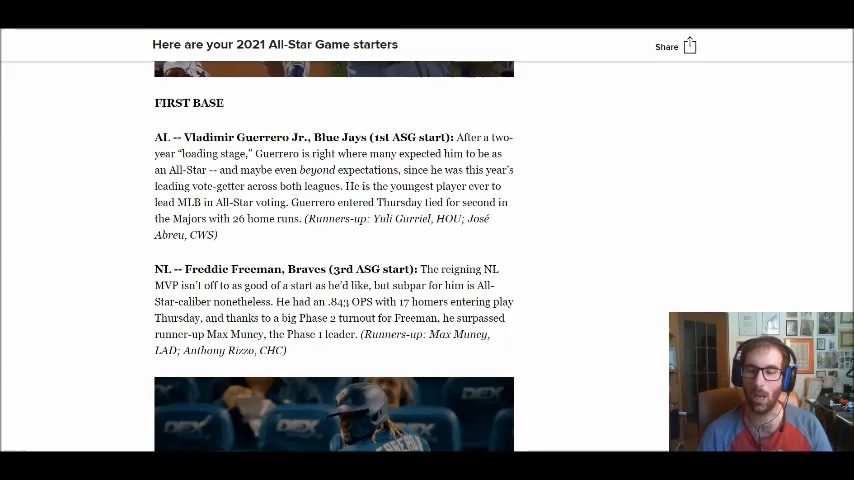 Here are your 2021 All-Star Game starters
Share
FIRST BASE
AL -- Vladimir Guerrero Jr., Blue Jays (1st ASG start): After a two-
year “loading stage,” Guerrero is right where many expected him to be as
an All-Star -- and maybe even beyond expectations, since he was this year’s
leading vote-getter across both leagues. He is the youngest player ever to
lead MLB in All-Star voting. Guerrero entered Thursday tied for second in
the Majors with 26 home runs. (Runners-up: Yuli Gurriel, HOU; José
Abreu, CWS)
NL -- Freddie Freeman, Braves (3rd ASG start): The reigning NL
MVP isn’t off to as good of a start as he’d like, but subpar for him is All-
Star-caliber nonetheless. He had an .843 OPS with 17 homers entering play
Thursday, and thanks to a big Phase 2 turnout for Freeman, he surpassed
runner-up Max Muncy, the Phase 1 leader. (Runners-up: Max Muncy,
LAD; Anthony Rizzo, CHC)